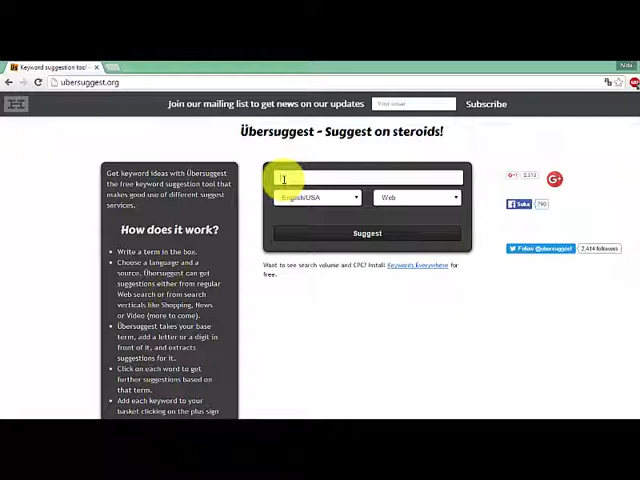 Keyword suggestion tool -
ubersuggest.org
Join our mailing list to get news on our updates
Your email
Subscribe
Übersuggest - Suggest on steroids!
Get keyword ideas with Übersuggest
the free keyword suggestion tool that
makes good use of different suggest
services.
How does it work?
• Write a term in the box.
• Choose a language and a
source. Übersuggest can get
suggestions either from regular
Web search or from search
verticals like Shopping, News
or Video (more to come).
• Übersuggest takes your base
term, add a letter or a digit in
front of it, and extracts
suggestions for it.
• Click on each word to get
further suggestions based on
that term.
• Add each keyword to your
basket clicking on the plus sign
English/USA
Web
Suggest
Want to see search volume and CPC? Install Keywords Everywhere for
free.
G+1
G+
Suka
790
Follow @ubersuggest
2,414 followers